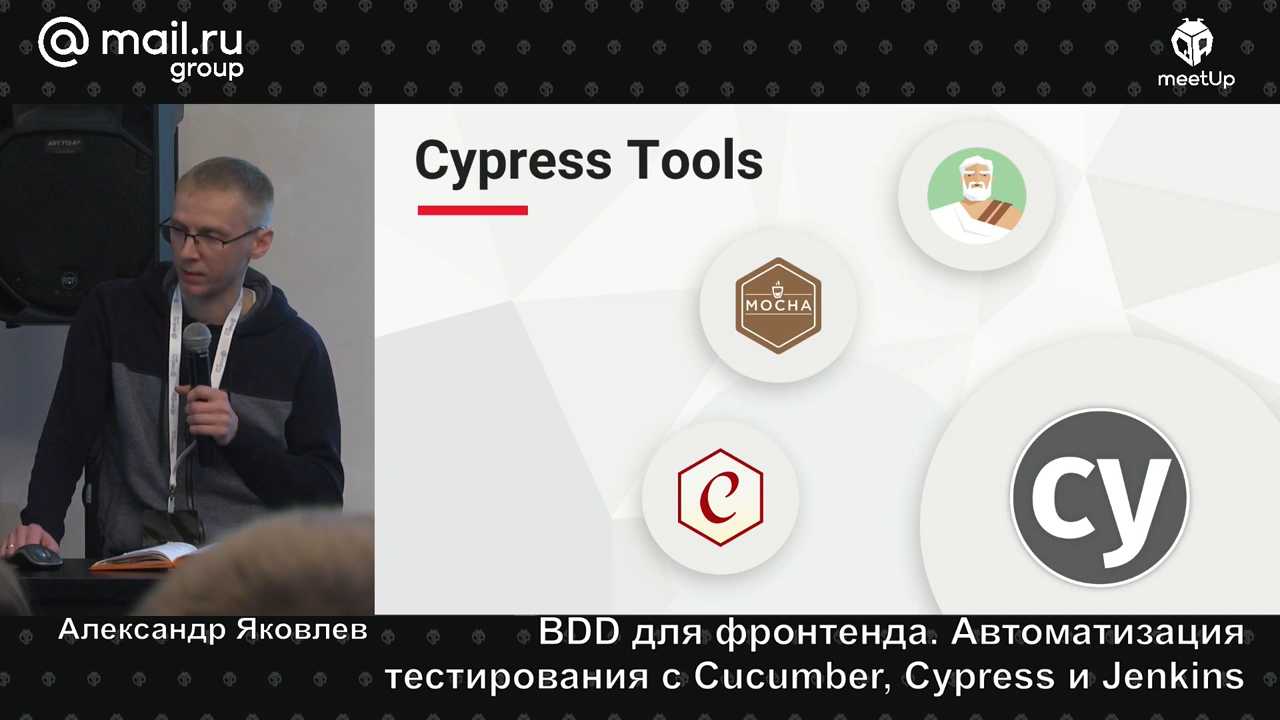 @mail.ru
group
meetUp
Cypress Tools
MOCHA
C
cy
Александр Яковлев
BDD для фронтенда. Автоматизация
тестирования с Cucumber, Cypress и Jenkins